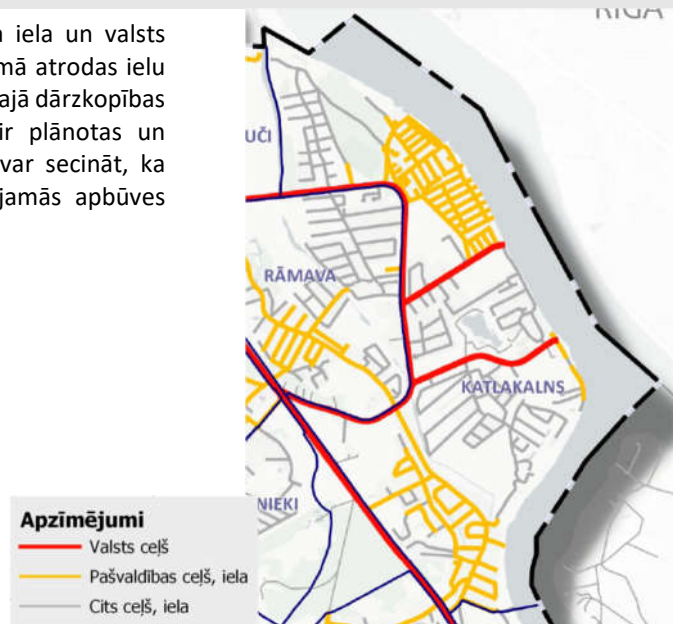 iela un valsts
mā atrodas ielu
ajā dārzkopības
ir plānotas un
var secināt, ka
jamās apbūves
RĪGA
UČI
RĀMAVA
KATLAKALNS
NIEKI
Apzīmējumi
Valsts ceļš
Pašvaldības ceļš, iela
Cits ceļš, iela